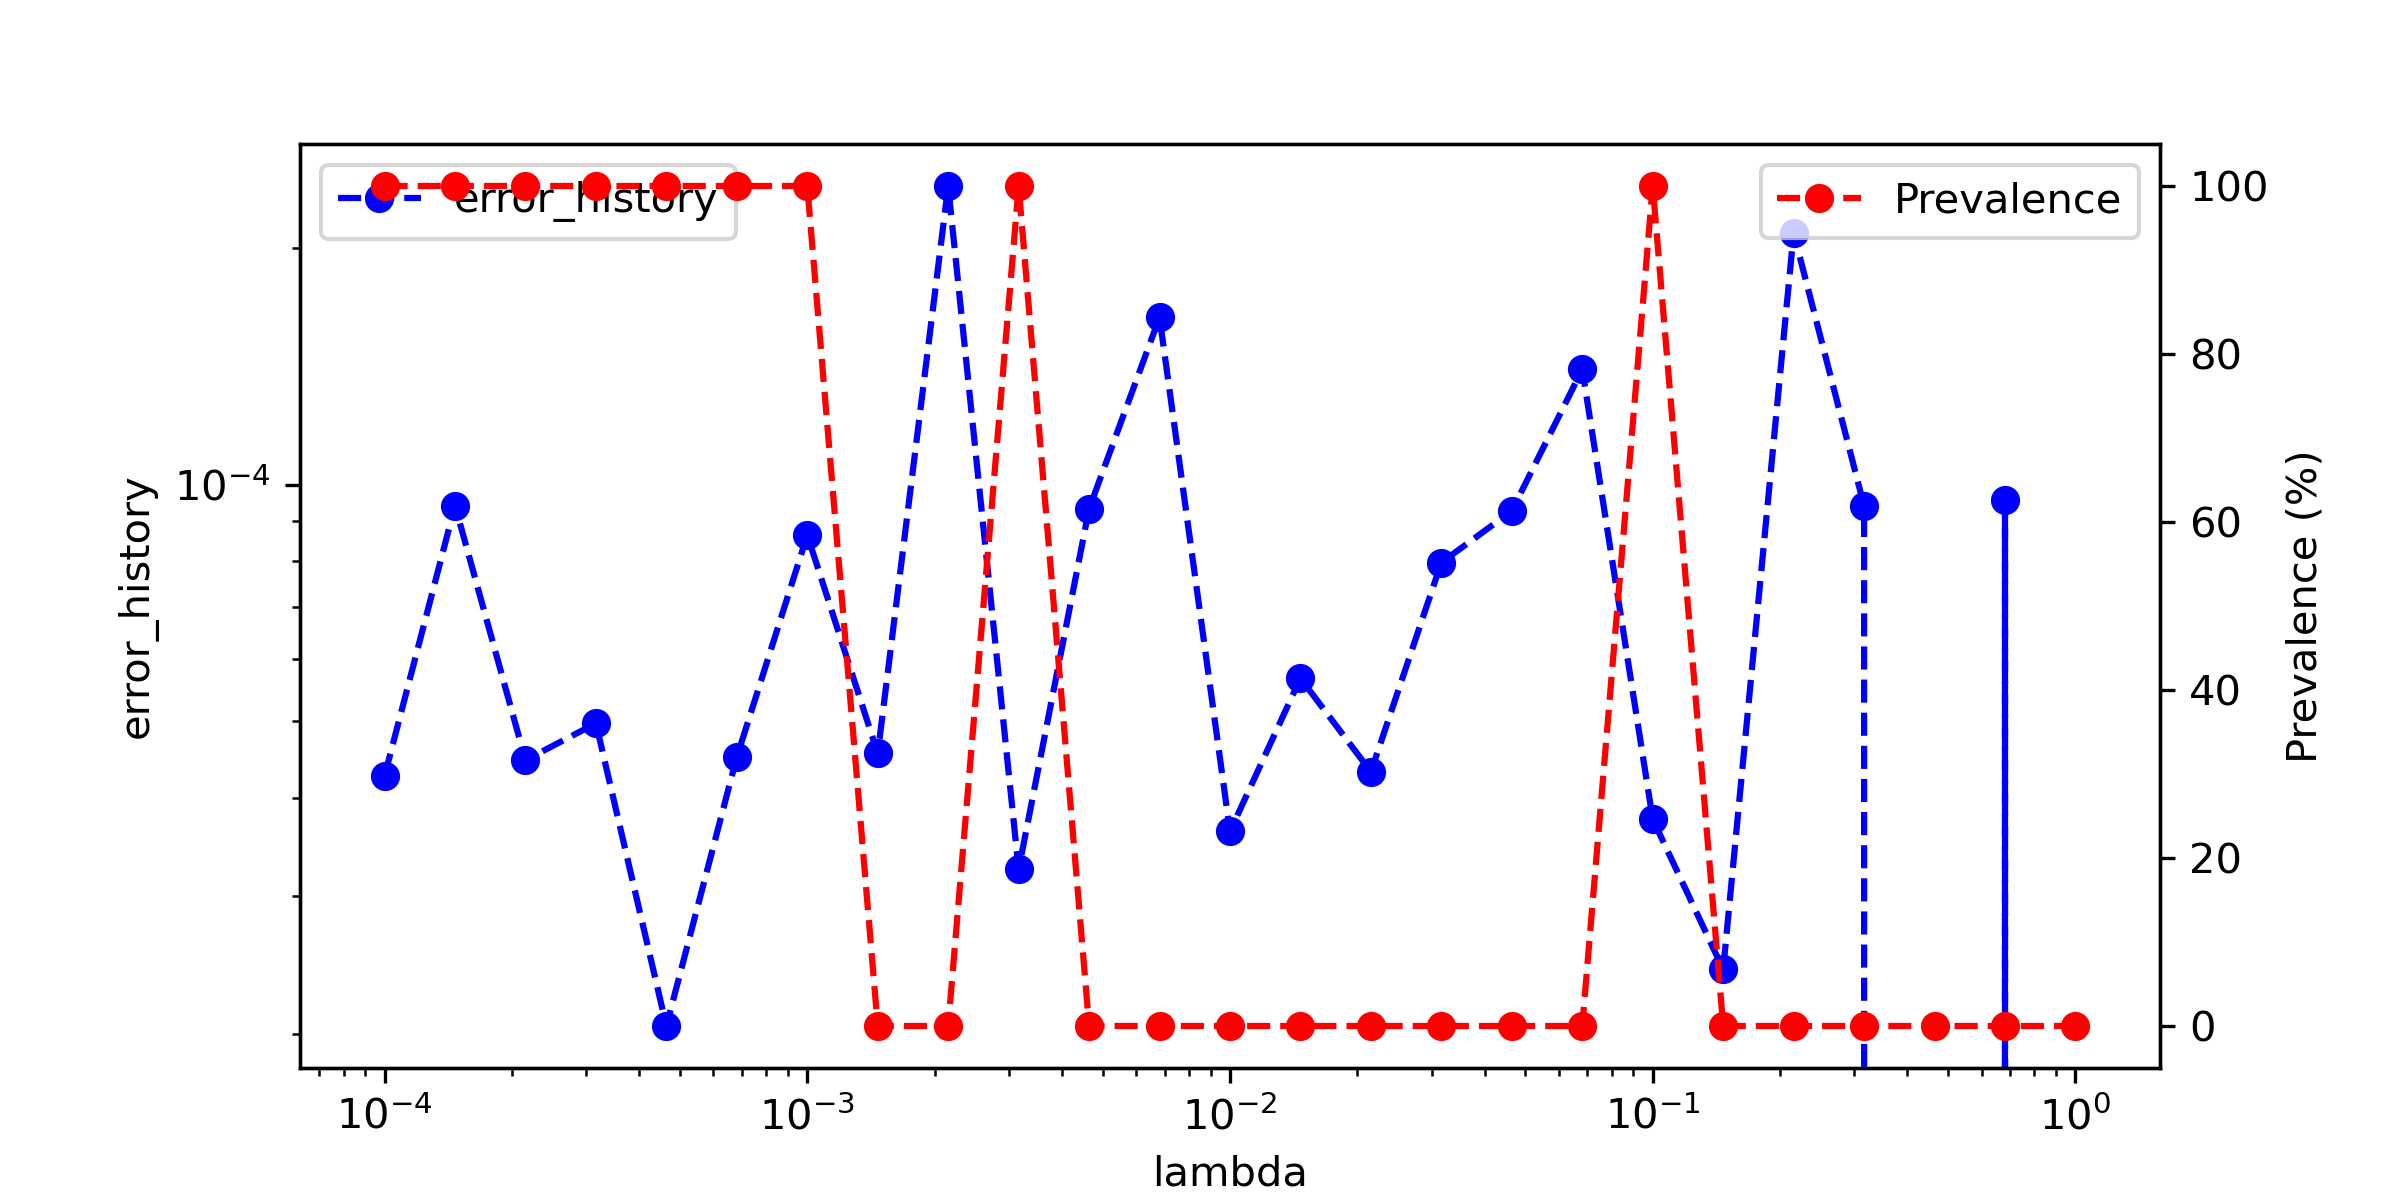 error_history
Prevalence
100
80
60
40
20
0
10⁻⁴
error_history
Prevalence (%)
10⁻⁴
10⁻³
10⁻²
10⁻¹
10⁰
lambda